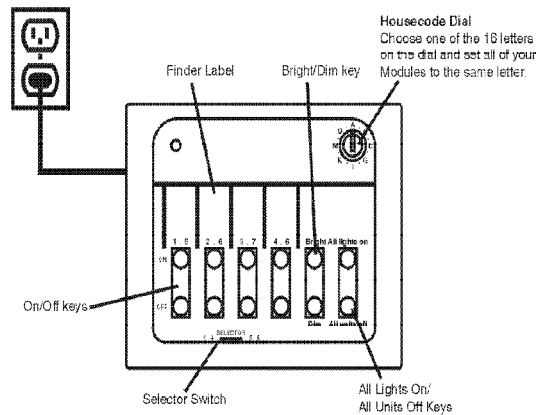 Housecode Dial
Choose one of the 16 letters
on the dial and set all of your
Modules to the same letter.
Finder Label
Bright/Dim key
A
K
G
I
1 . 5
2 . 6
3 . 7
4 . 8
Bright
All lights on
ON
On/Off keys
OFF
Dim
All units off
SELECTOR
Selector Switch
All Lights On/
All Units Off Keys